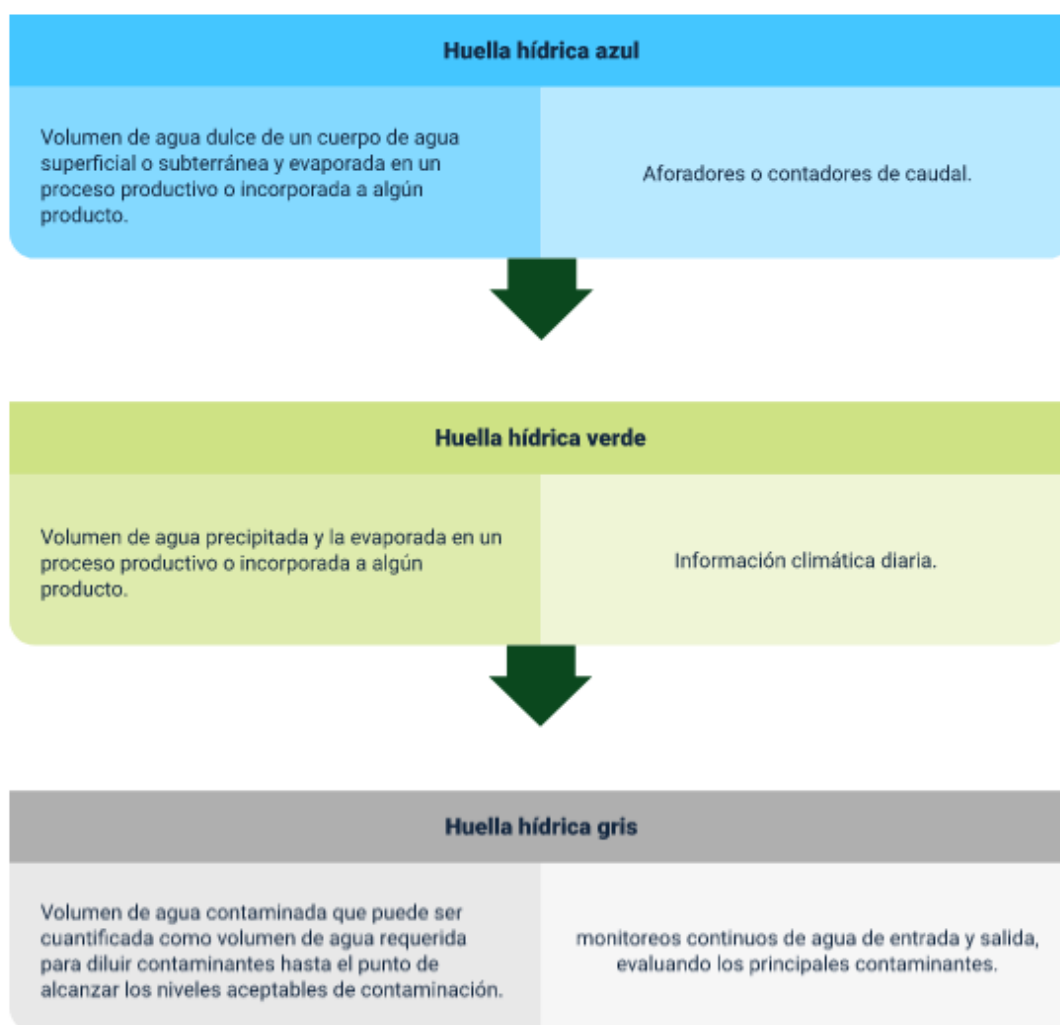 Huella hídrica azul
Volumen de agua dulce de un cuerpo de agua
superficial o subterránea y evaporada en un
proceso productivo o incorporada a algún
producto.
Aforadores o contadores de caudal.
Huella hídrica verde
Volumen de agua precipitada y la evaporada en un
proceso productivo o incorporada a algún
producto.
Información climática diaria.
Huella hídrica gris
Volumen de agua contaminada que puede ser
cuantificada como volumen de agua requerida
para diluir contaminantes hasta el punto de
alcanzar los niveles aceptables de contaminación.
monitoreos continuos de agua de entrada y salida,
evaluando los principales contaminantes.